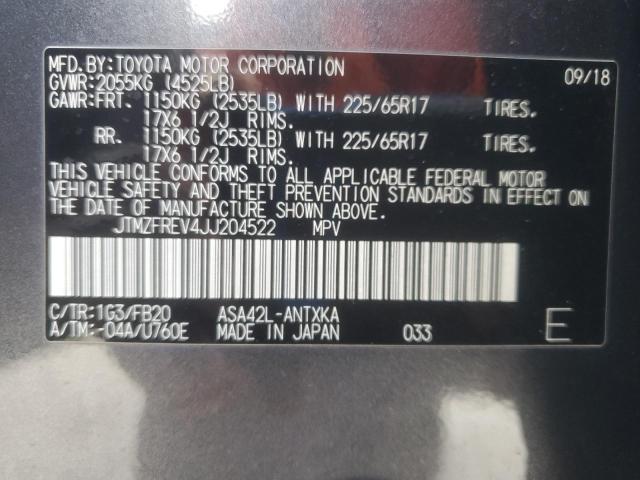 MFD.BY:TOYOTA MOTOR CORPORATION 09/18
GVWR:2055KG (4525LB)
GAWR:FRT. 1150KG (2535LB) WITH 225/65R17 TIRES.
17X6 1/2J RIMS.
RR. 1150KG (2535LB) WITH 225/65R17 TIRES.
17X6 1/2J RIMS.
THIS VEHICLE CONFORMS TO ALL APPLICABLE FEDERAL MOTOR
VEHICLE SAFETY AND THEFT PREVENTION STANDARDS IN EFFECT ON
THE DATE OF MANUFACTURE SHOWN ABOVE.
JTMZFREV4JJ204522 MPV
C/TR:1G3/FB20 ASA42L-ANTXKA
A/TM:-04A/U760E MADE IN JAPAN 033 E